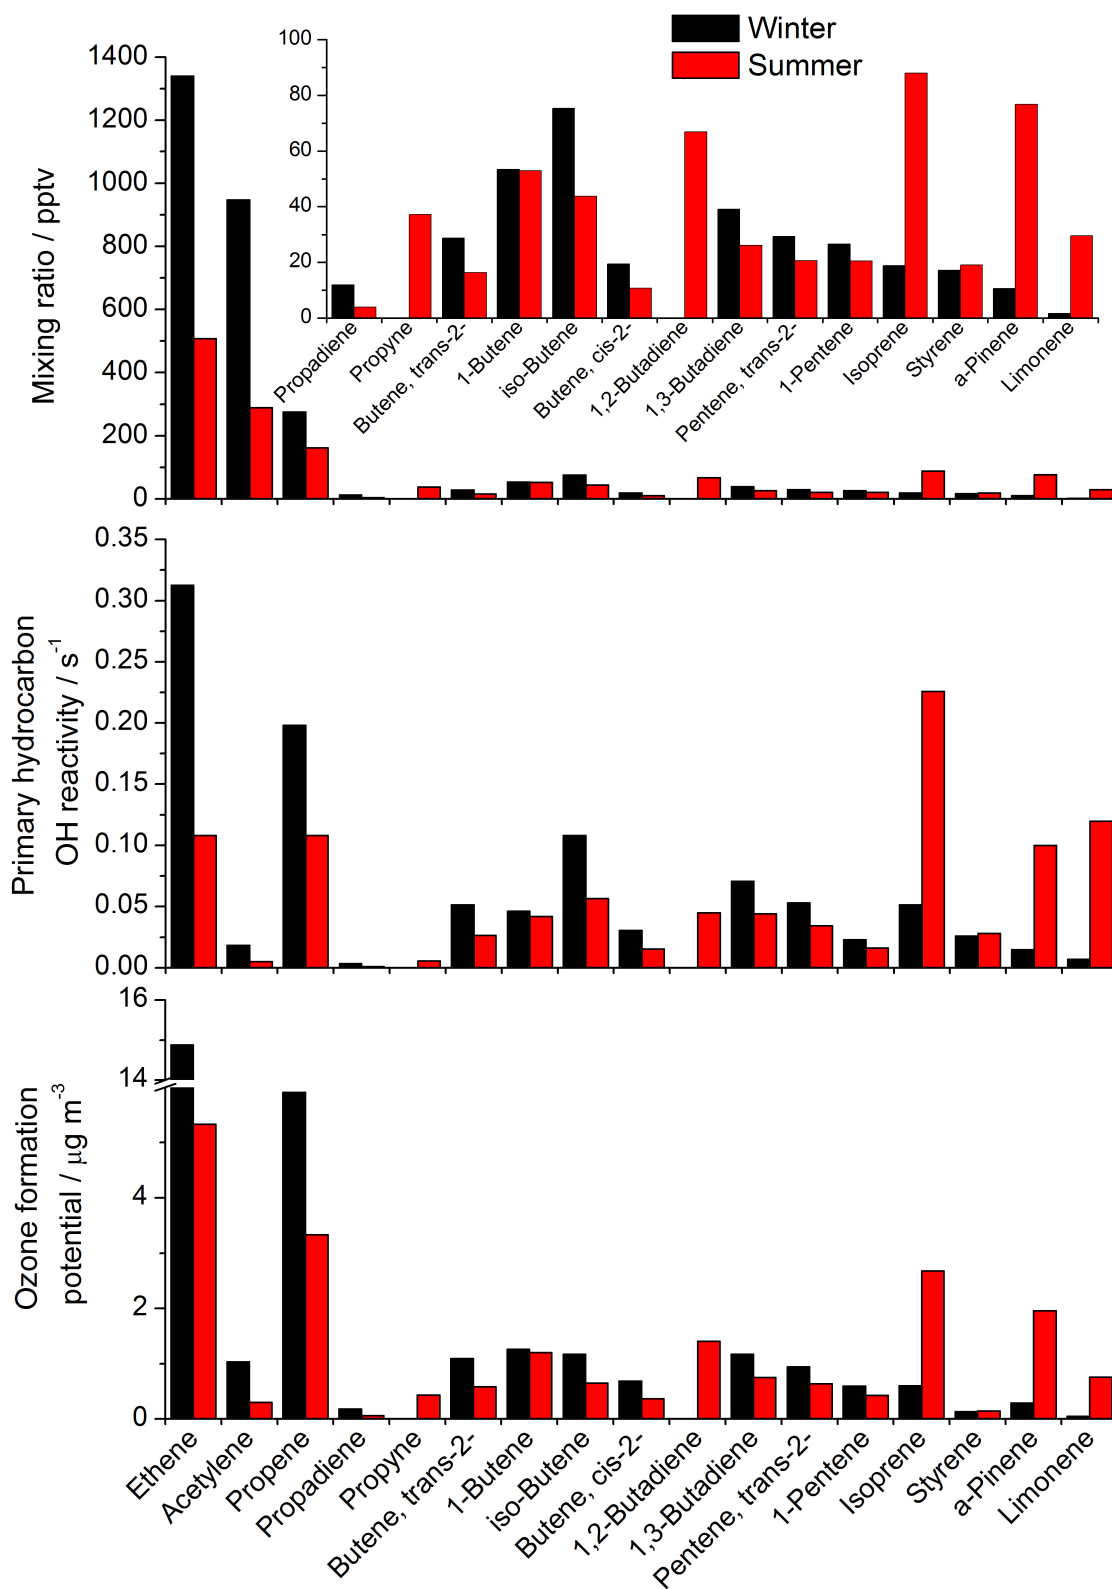 Winter
Summer
1400
1200
1000
800
600
400
200
0
Mixing ratio / pptv
100
80
60
40
20
0
Propadiene
Propyne
Butene, trans-2-
1-Butene
iso-Butene
Butene, cis-2-
1,2-Butadiene
1,3-Butadiene
Pentene, trans-2-
1-Pentene
Isoprene
Styrene
a-Pinene
Limonene
0.35
0.30
0.25
0.20
0.15
0.10
0.05
0.00
Primary hydrocarbon
OH reactivity / s⁻¹
16
14
4
2
0
Ozone formation
potential / µg m⁻³
Ethene
Acetylene
Propene
Propadiene
Propyne
Butene, trans-2-
1-Butene
iso-Butene
Butene, cis-2-
1,2-Butadiene
1,3-Butadiene
Pentene, trans-2-
1-Pentene
Isoprene
Styrene
a-Pinene
Limonene